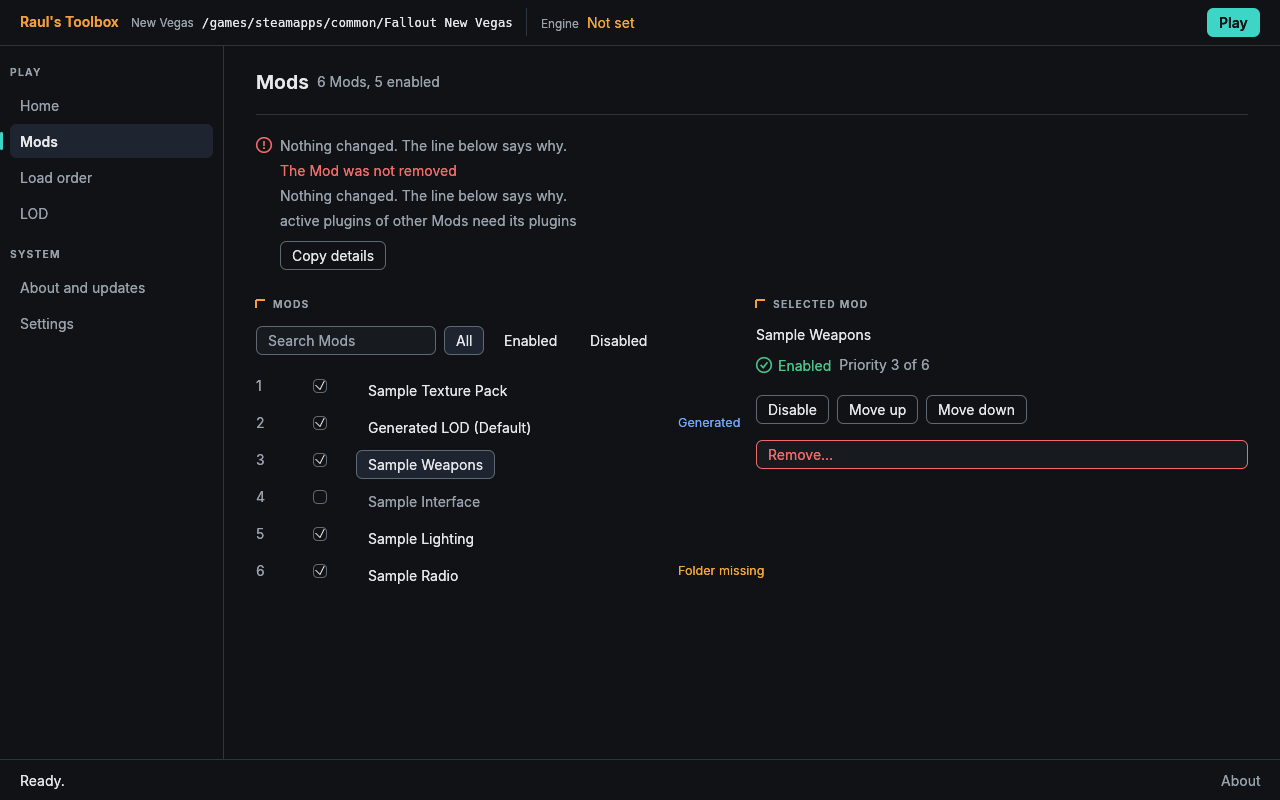 Raul's Toolbox New Vegas /games/steamapps/common/Fallout New Vegas Engine Not set Play
PLAY
Home
Mods
Load order
LOD
SYSTEM
About and updates
Settings
Mods 6 Mods, 5 enabled
Nothing changed. The line below says why.
The Mod was not removed
Nothing changed. The line below says why.
active plugins of other Mods need its plugins
Copy details
MODS
Search Mods All Enabled Disabled
1 Sample Texture Pack
2 Generated LOD (Default) Generated
3 Sample Weapons
4 Sample Interface
5 Sample Lighting
6 Sample Radio Folder missing
SELECTED MOD
Sample Weapons
Enabled Priority 3 of 6
Disable Move up Move down
Remove...
Ready. About